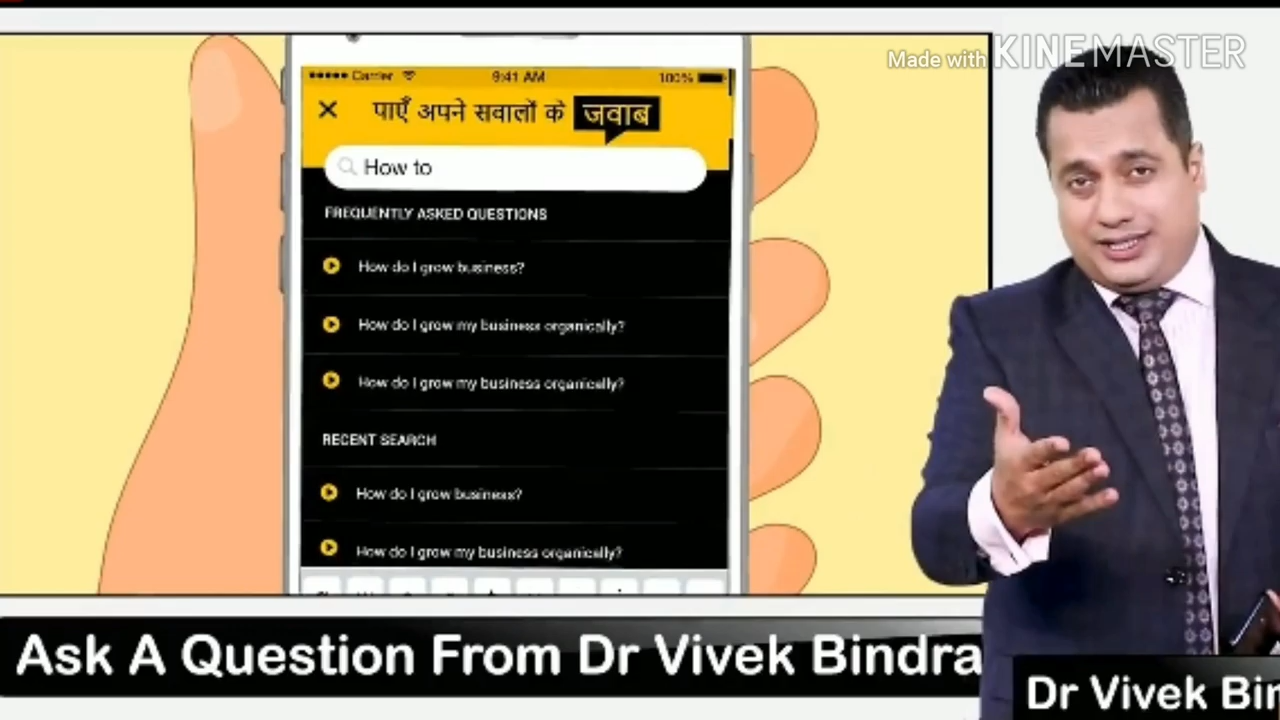 Made with KINEMASTER
Carrier 9:41 AM 100%
पाएँ अपने सवालों के जवाब
How to
FREQUENTLY ASKED QUESTIONS
How do I grow business?
How do I grow my business organically?
How do I grow my business organically?
RECENT SEARCH
How do I grow business?
How do I grow my business organically?
Ask A Question From Dr Vivek Bindra
Dr Vivek Bin